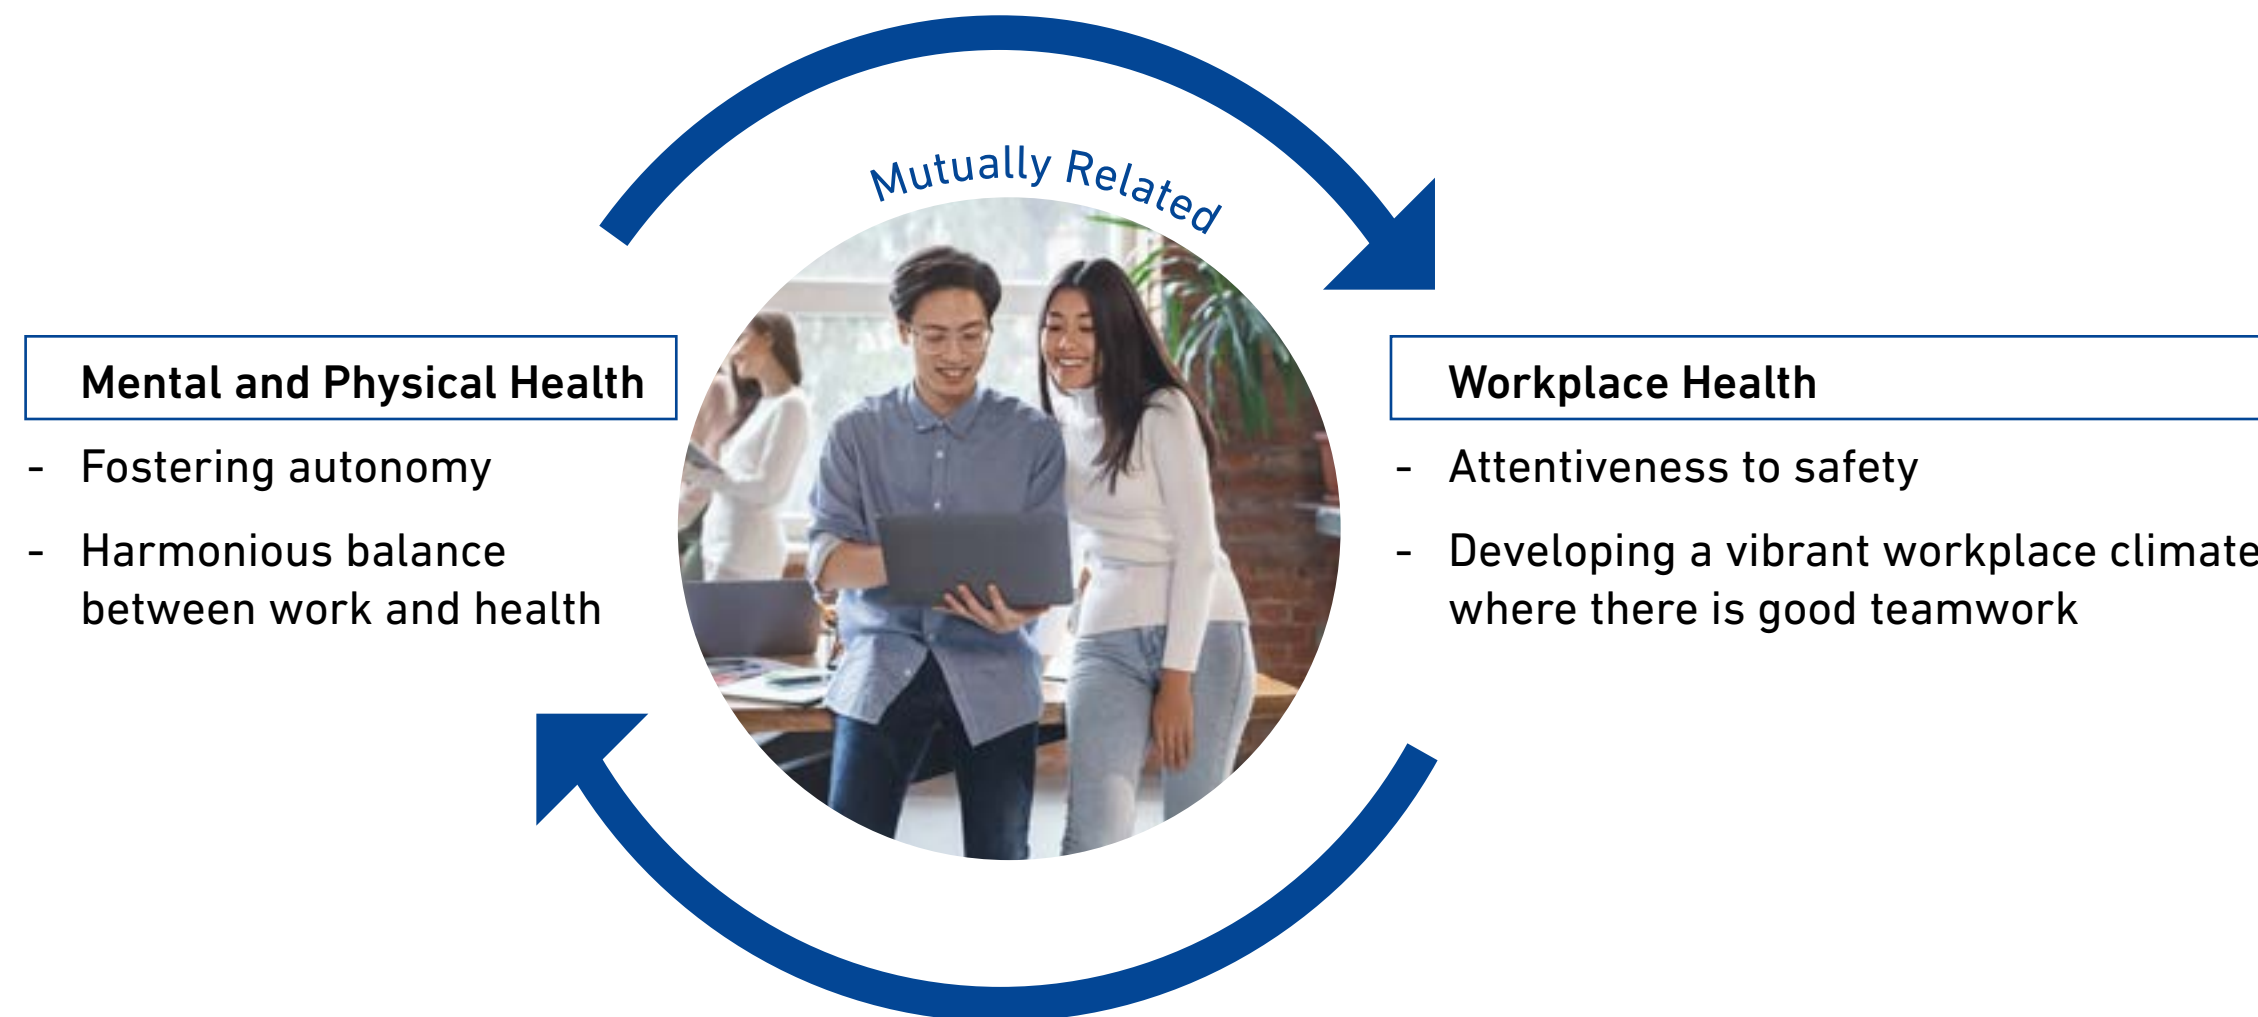 Mutually Related
Mental and Physical Health
- Fostering autonomy
- Harmonious balance
between work and health
Workplace Health
- Attentiveness to safety
- Developing a vibrant workplace climate
where there is good teamwork